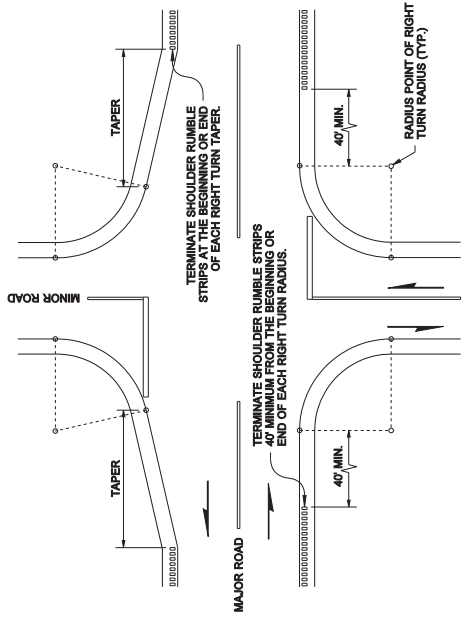 MINOR ROAD
TAPER
TAPER
TERMINATE SHOULDER RUMBLE
STRIPS AT THE BEGINNING OR END
OF EACH RIGHT TURN TAPER.
MAJOR ROAD
TERMINATE SHOULDER RUMBLE STRIPS
40' MINIMUM FROM THE BEGINNING OR
END OF EACH RIGHT TURN RADIUS.
40' MIN.
40' MIN.
RADIUS POINT OF RIGHT
TURN RADIUS (TYP.)